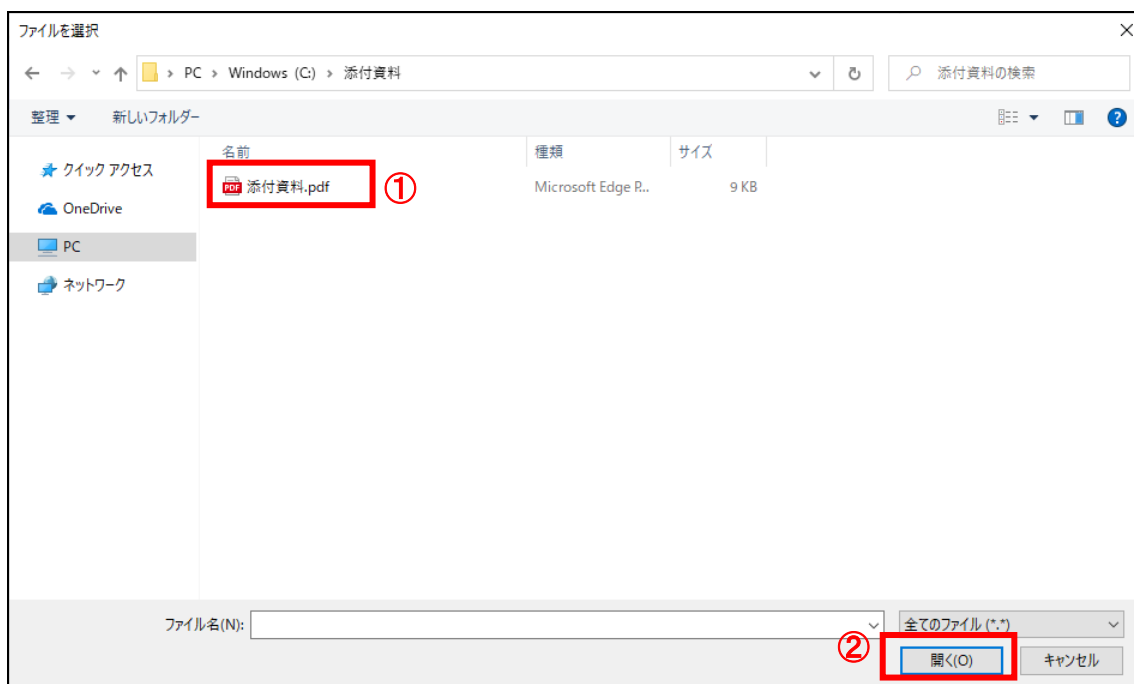 ファイルを選択
PC › Windows (C:) › 添付資料
添付資料の検索
整理
新しいフォルダー
名前 種類 サイズ
クイック アクセス
PDF 添付資料.pdf ① Microsoft Edge P... 9 KB
OneDrive
PC
ネットワーク
ファイル名(N): 全てのファイル (*.*)
② 開く(O) キャンセル